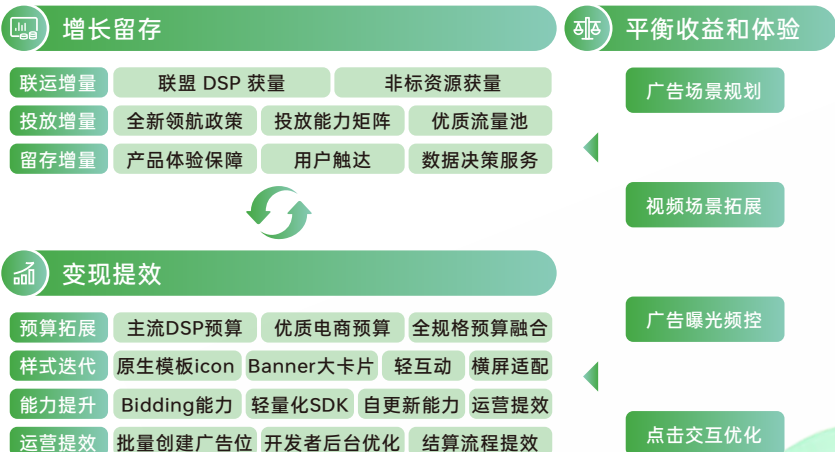 增长留存
联运增量 联盟 DSP 获量 非标资源获量
投放增量 全新领航政策 投放能力矩阵 优质流量池
留存增量 产品体验保障 用户触达 数据决策服务
变现提效
预算拓展 主流DSP预算 优质电商预算 全规格预算融合
样式迭代 原生模板icon Banner大卡片 轻互动 横屏适配
能力提升 Bidding能力 轻量化SDK 自更新能力 运营提效
运营提效 批量创建广告位 开发者后台优化 结算流程提效
平衡收益和体验
广告场景规划
视频场景拓展
广告曝光频控
点击交互优化